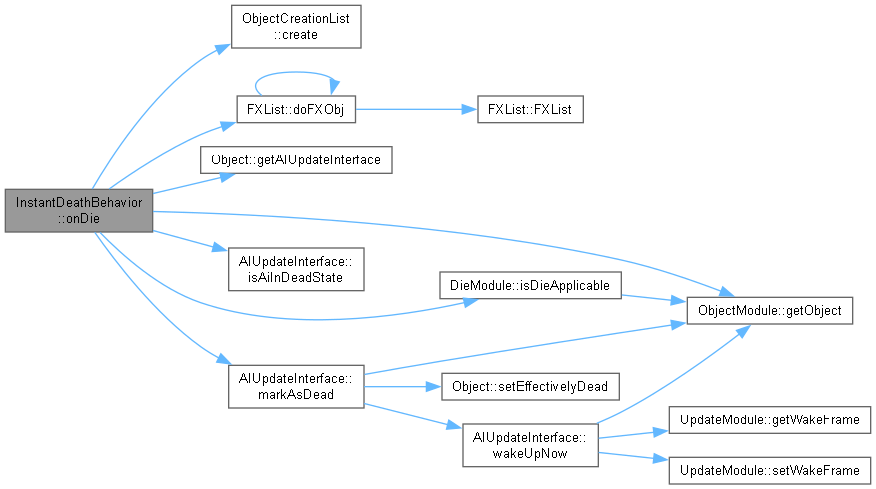 ObjectCreationList
::create
FXList::doFXObj
FXList::FXList
Object::getAIUpdateInterface
InstantDeathBehavior
::onDie
AIUpdateInterface::
isAiInDeadState
DieModule::isDieApplicable
ObjectModule::getObject
AIUpdateInterface::
markAsDead
Object::setEffectivelyDead
AIUpdateInterface::
wakeUpNow
UpdateModule::getWakeFrame
UpdateModule::setWakeFrame